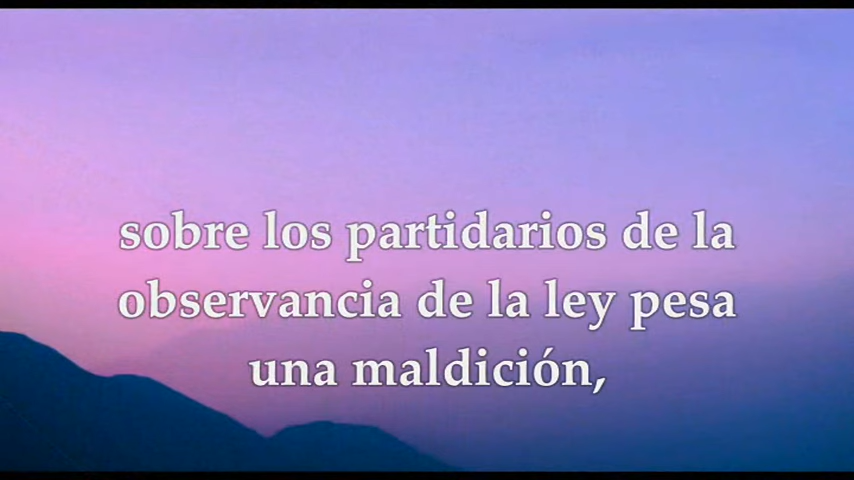 sobre los partidarios de la
observancia de la ley pesa
una maldición,